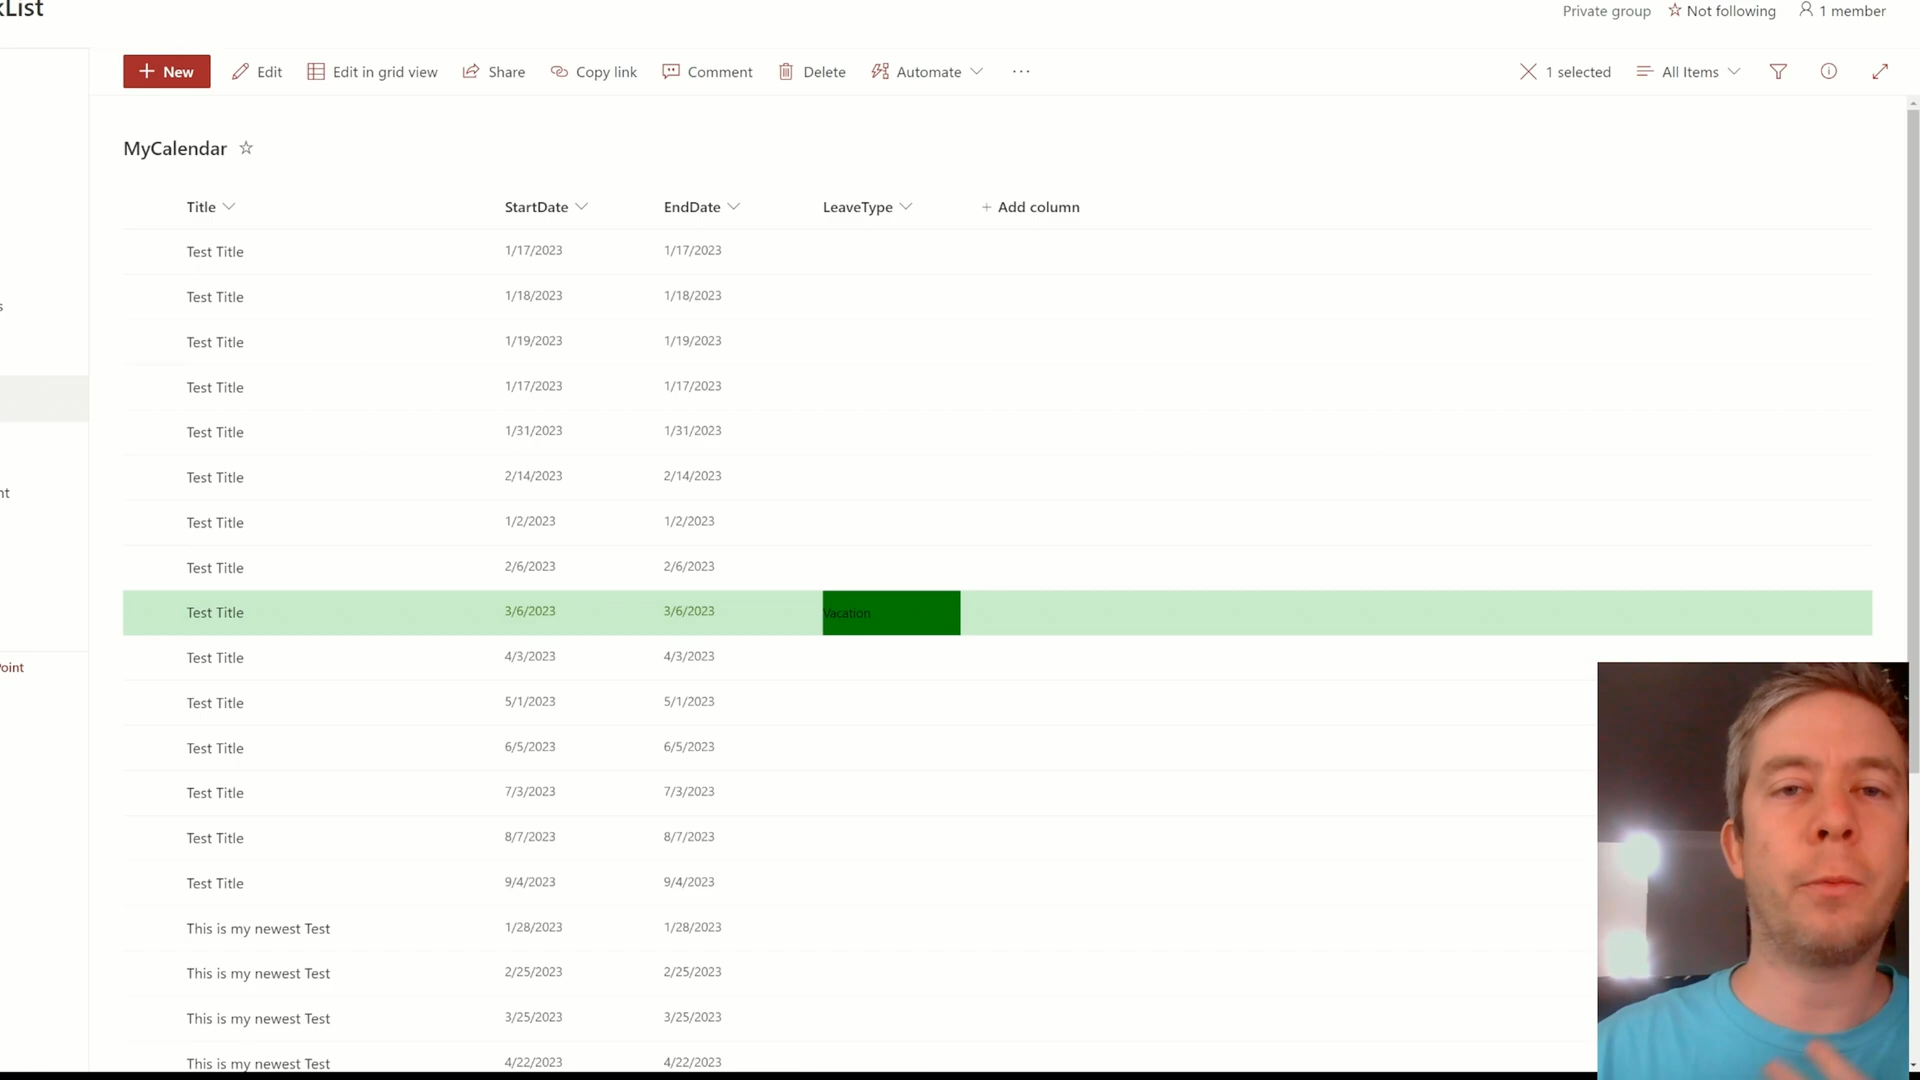 List
Private group Not following 1 member
New Edit Edit in grid view Share Copy link Comment Delete Automate ··· 1 selected All Items
MyCalendar
Title StartDate EndDate LeaveType + Add column
Test Title 1/17/2023 1/17/2023
Test Title 1/18/2023 1/18/2023
Test Title 1/19/2023 1/19/2023
Test Title 1/17/2023 1/17/2023
Test Title 1/31/2023 1/31/2023
Test Title 2/14/2023 2/14/2023
nt
Test Title 1/2/2023 1/2/2023
Test Title 2/6/2023 2/6/2023
Test Title 3/6/2023 3/6/2023 Vacation
Test Title 4/3/2023 4/3/2023
oint
Test Title 5/1/2023 5/1/2023
Test Title 6/5/2023 6/5/2023
Test Title 7/3/2023 7/3/2023
Test Title 8/7/2023 8/7/2023
Test Title 9/4/2023 9/4/2023
This is my newest Test 1/28/2023 1/28/2023
This is my newest Test 2/25/2023 2/25/2023
This is my newest Test 3/25/2023 3/25/2023
This is my newest Test 4/22/2023 4/22/2023